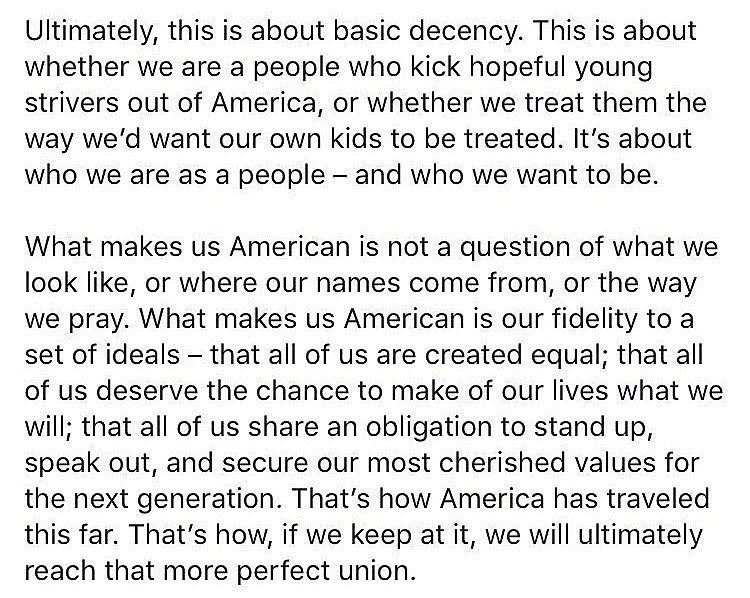 Ultimately, this is about basic decency. This is about
whether we are a people who kick hopeful young
strivers out of America, or whether we treat them the
way we’d want our own kids to be treated. It’s about
who we are as a people – and who we want to be.
What makes us American is not a question of what we
look like, or where our names come from, or the way
we pray. What makes us American is our fidelity to a
set of ideals – that all of us are created equal; that all
of us deserve the chance to make of our lives what we
will; that all of us share an obligation to stand up,
speak out, and secure our most cherished values for
the next generation. That’s how America has traveled
this far. That’s how, if we keep at it, we will ultimately
reach that more perfect union.